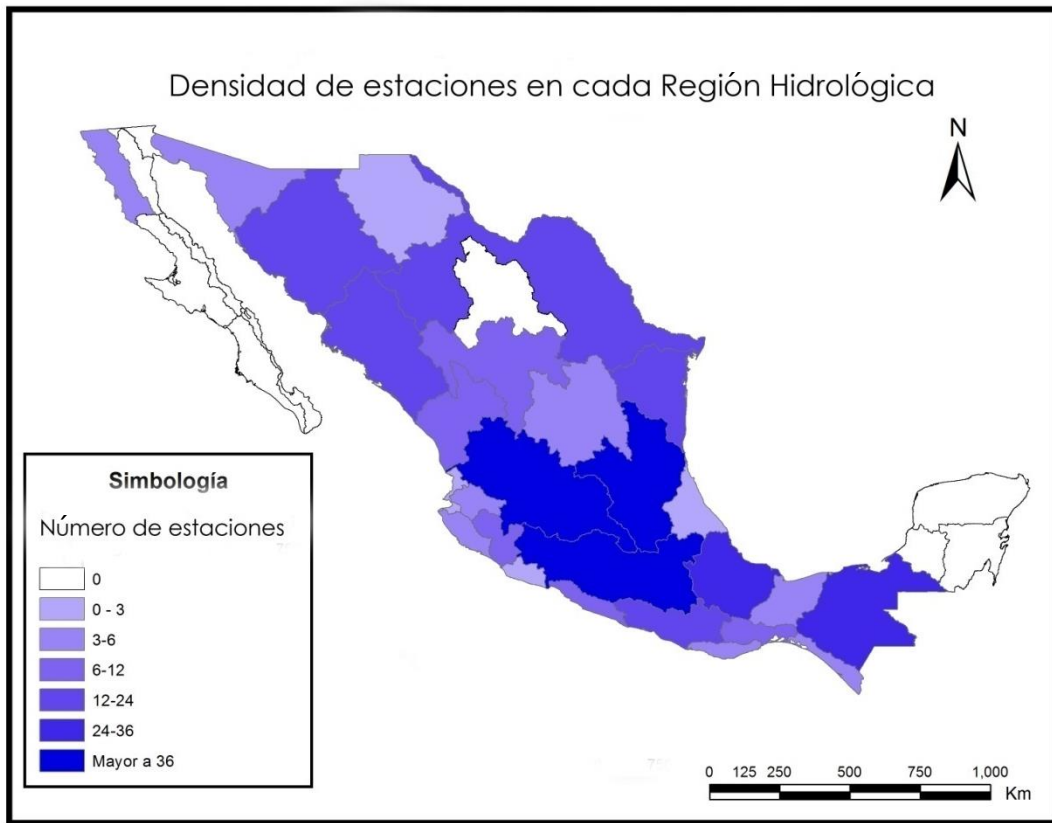 Densidad de estaciones en cada Región Hidrológica
N
Simbología
Número de estaciones
0
0 - 3
3-6
6-12
12-24
24-36
Mayor a 36
0 125 250 500 750 1,000
Km